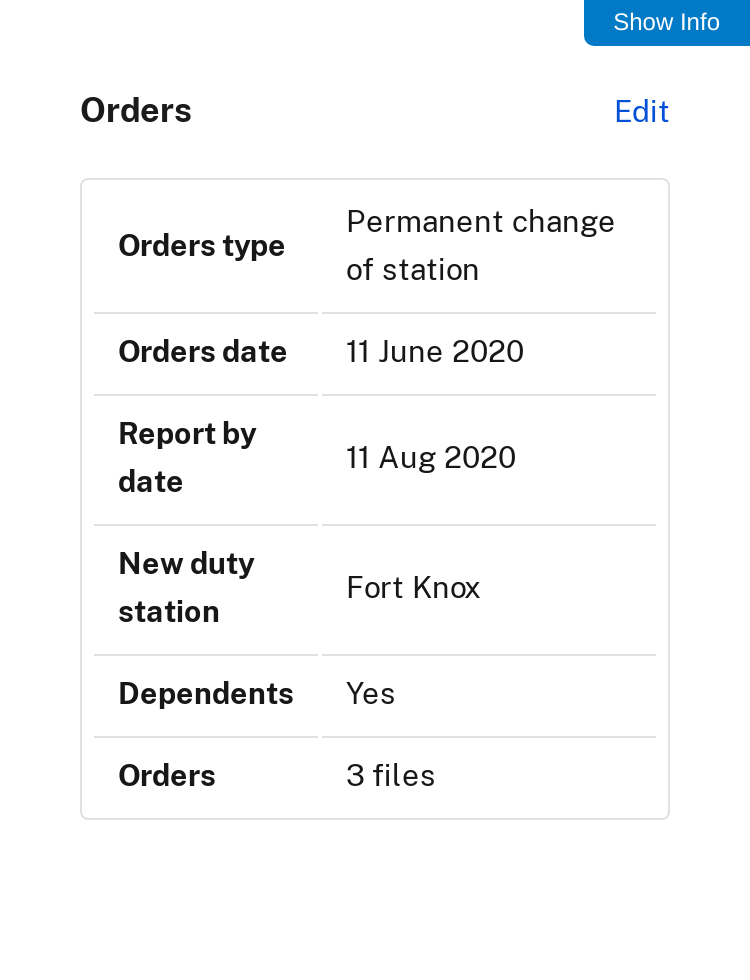 Show Info
Orders
Edit
Orders type
Permanent change
of station
Orders date
11 June 2020
Report by
date
11 Aug 2020
New duty
station
Fort Knox
Dependents
Yes
Orders
3 files